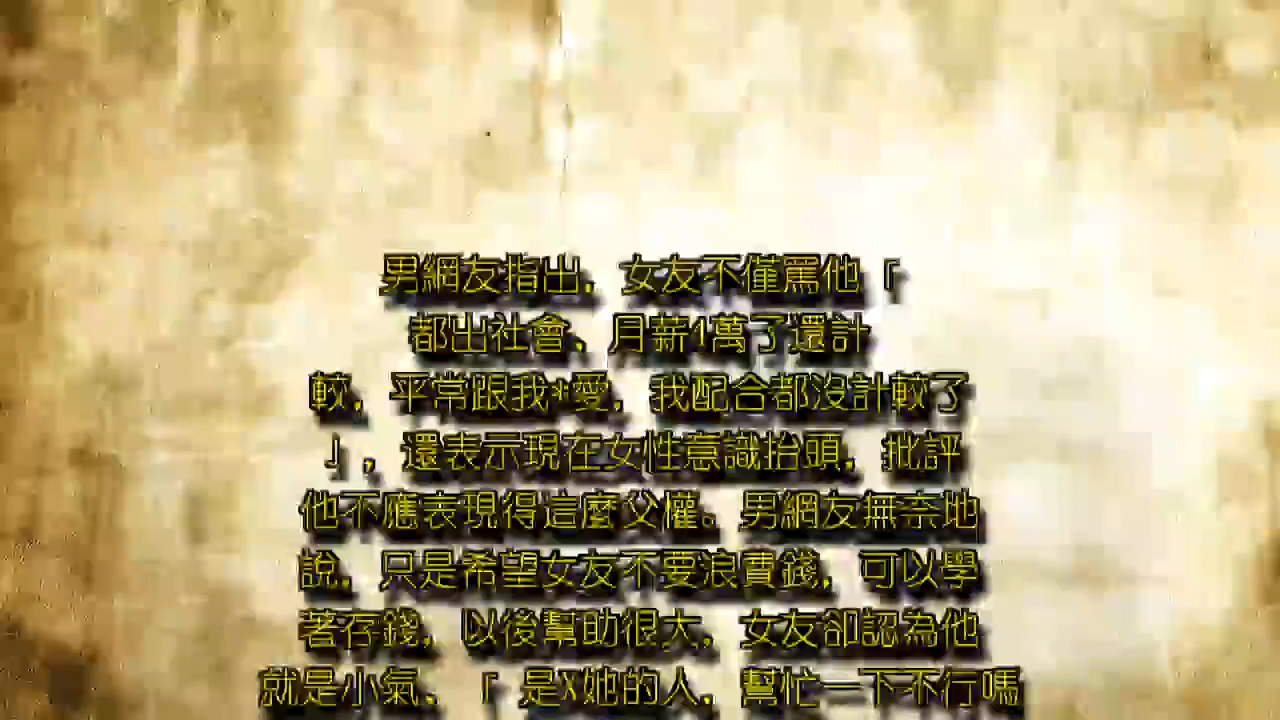 男網友指出，女友不僅罵他「
都出社會、月薪4萬了還計
較，平常跟我*愛，我配合都沒計較了
」，還表示現在女性意識抬頭，批評
他不應表現得這麼父權。男網友無奈地
說，只是希望女友不要浪費錢，可以學
著存錢，以後幫助很大，女友卻認為他
就是小氣、「是X她的人，幫忙一下不行嗎